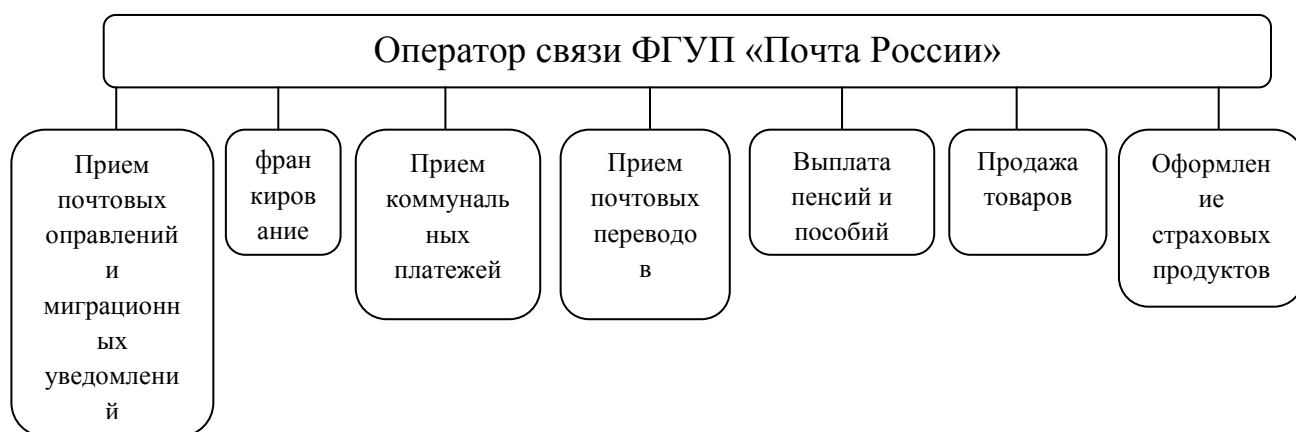 Оператор связи ФГУП «Почта России»
Прием
почтовых
оправлений
и
миграционн
ых
уведомлени
й
фран
киров
ание
Прием
коммуналь
ных
платежей
Прием
почтовых
переводо
в
Выплата
пенсий и
пособий
Продажа
товаров
Оформлен
ие
страховых
продуктов